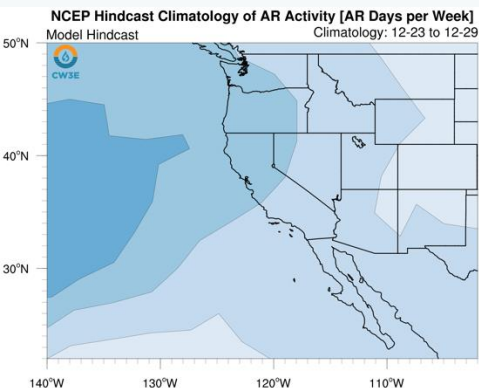 NCEP Hindcast Climatology of AR Activity [AR Days per Week]
Model Hindcast
Climatology: 12-23 to 12-29
50°N
CW3E
40°N
30°N
140°W
130°W
120°W
110°W